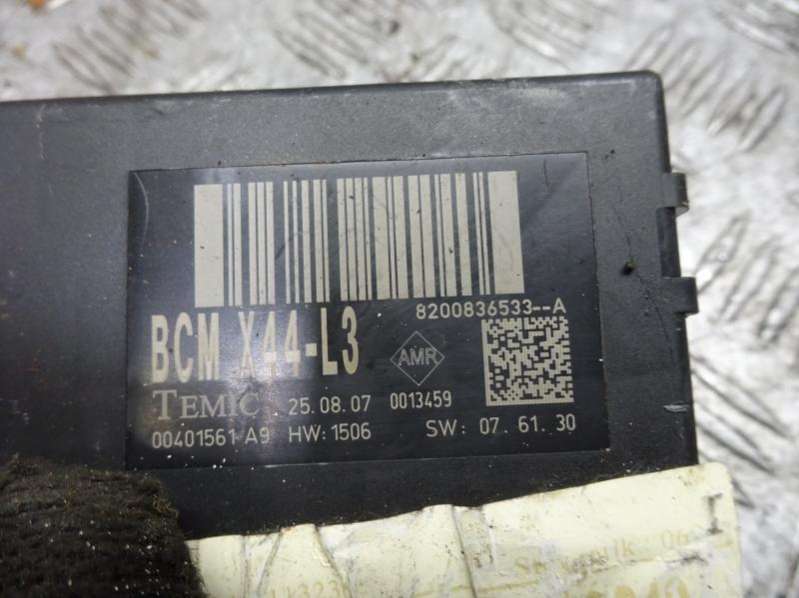 8200836533--A
BCM X44-L3
AMR
TEMIC 25.08.07 0013459
00401561 A9 HW:1506 SW: 07. 61. 30